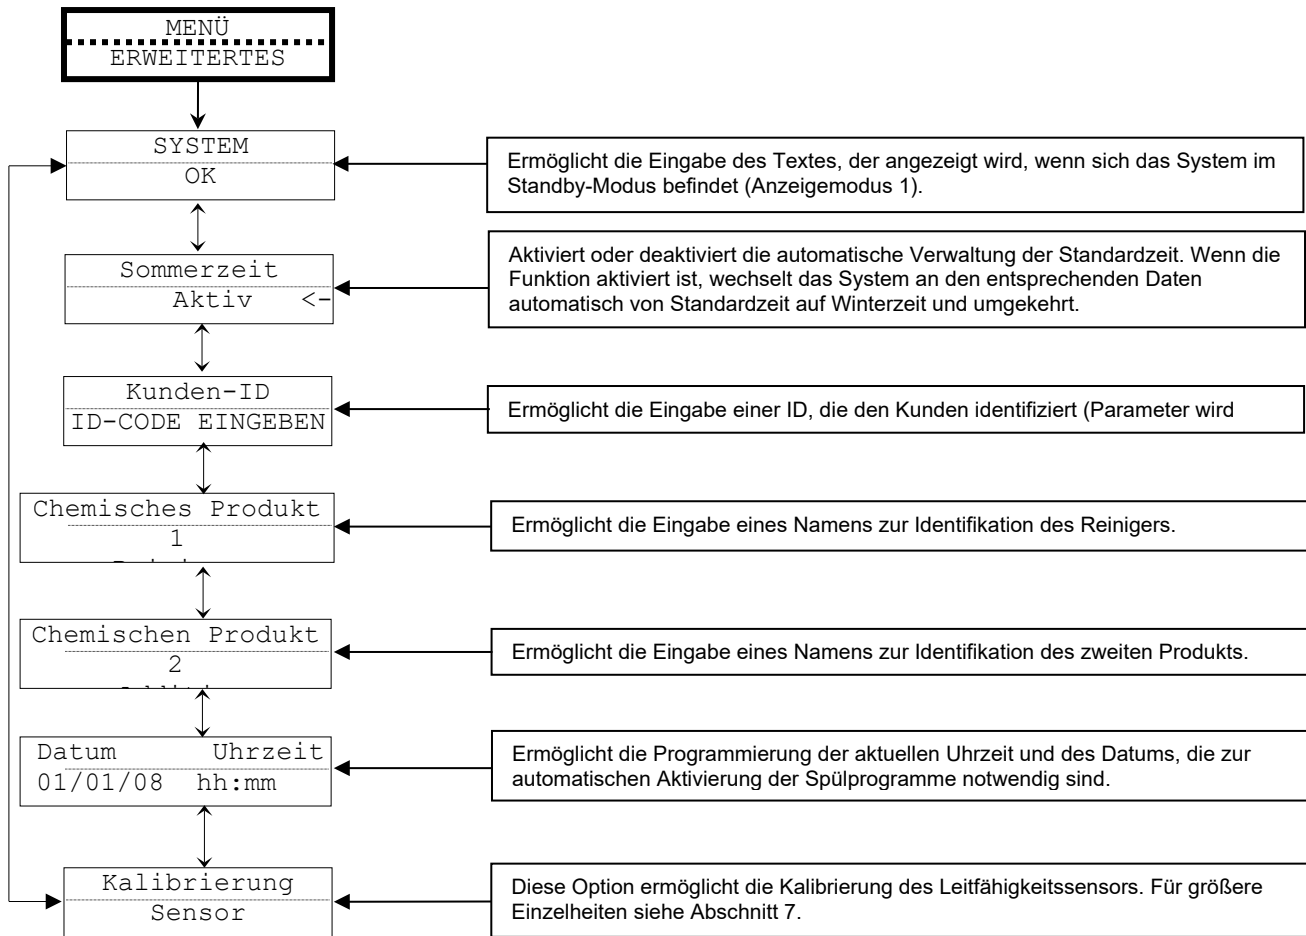 MENÜ
ERWEITERTES
SYSTEM
OK
Ermöglicht die Eingabe des Textes, der angezeigt wird, wenn sich das System im
Standby-Modus befindet (Anzeigemodus 1).
Sommerzeit
Aktiv <-
Aktiviert oder deaktiviert die automatische Verwaltung der Standardzeit. Wenn die
Funktion aktiviert ist, wechselt das System an den entsprechenden Daten
automatisch von Standardzeit auf Winterzeit und umgekehrt.
Kunden-ID
ID-CODE EINGEBEN
Ermöglicht die Eingabe einer ID, die den Kunden identifiziert (Parameter wird
Chemisches Produkt
1
Ermöglicht die Eingabe eines Namens zur Identifikation des Reinigers.
Chemischen Produkt
2
Ermöglicht die Eingabe eines Namens zur Identifikation des zweiten Produkts.
Datum Uhrzeit
01/01/08 hh:mm
Ermöglicht die Programmierung der aktuellen Uhrzeit und des Datums, die zur
automatischen Aktivierung der Spülprogramme notwendig sind.
Kalibrierung
Sensor
Diese Option ermöglicht die Kalibrierung des Leitfähigkeitssensors. Für größere
Einzelheiten siehe Abschnitt 7.